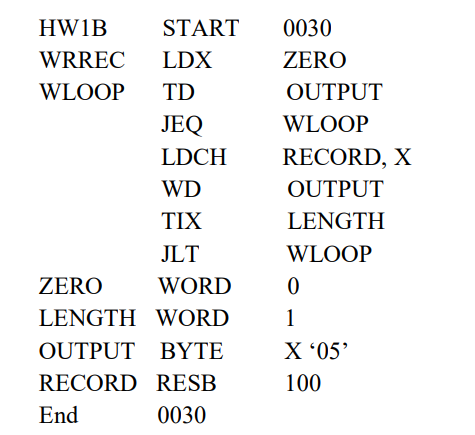 HW1B START 0030
WRREC LDX ZERO
WLOOP TD OUTPUT
JEQ WLOOP
LDCH RECORD, X
WD OUTPUT
TIX LENGTH
JLT WLOOP
ZERO WORD 0
LENGTH WORD 1
OUTPUT BYTE X ‘05’
RECORD RESB 100
End 0030